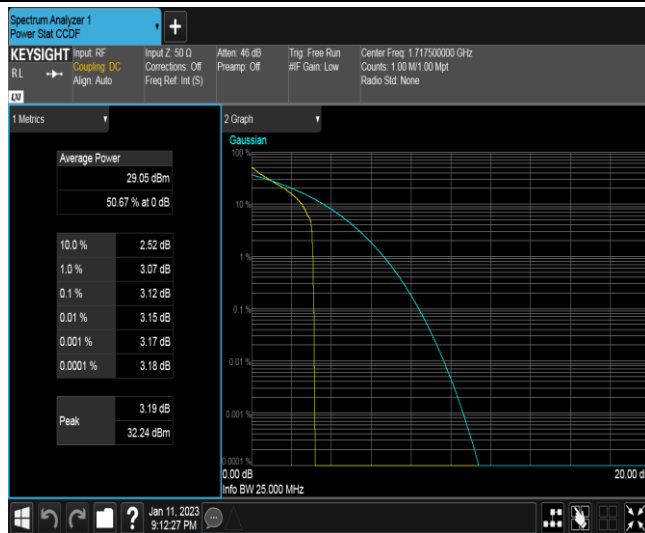 Spectrum Analyzer 1
Power Stat CCDF
+
KEYSIGHT
RL
Input: RF
Coupling: DC
Align: Auto
Input Z: 50 Ω
Corrections: Off
Freq Ref: Int (S)
Atten: 46 dB
Preamp: Off
Trig: Free Run
#IF Gain: Low
Center Freq: 1.717500000 GHz
Counts: 1.00 M/1.00 Mpt
Radio Std: None
1 Metrics
Average Power
29.05 dBm
50.67 % at 0 dB
10.0 % 2.52 dB
1.0 % 3.07 dB
0.1 % 3.12 dB
0.01 % 3.15 dB
0.001 % 3.17 dB
0.0001 % 3.18 dB
Peak 3.19 dB
32.24 dBm
2 Graph
Gaussian
100 %
10 %
1 %
0.1 %
0.01 %
0.001 %
0.0001 %
0.00 dB
20.00 d
Info BW 25.000 MHz
?
Jan 11, 2023
9:12:27 PM